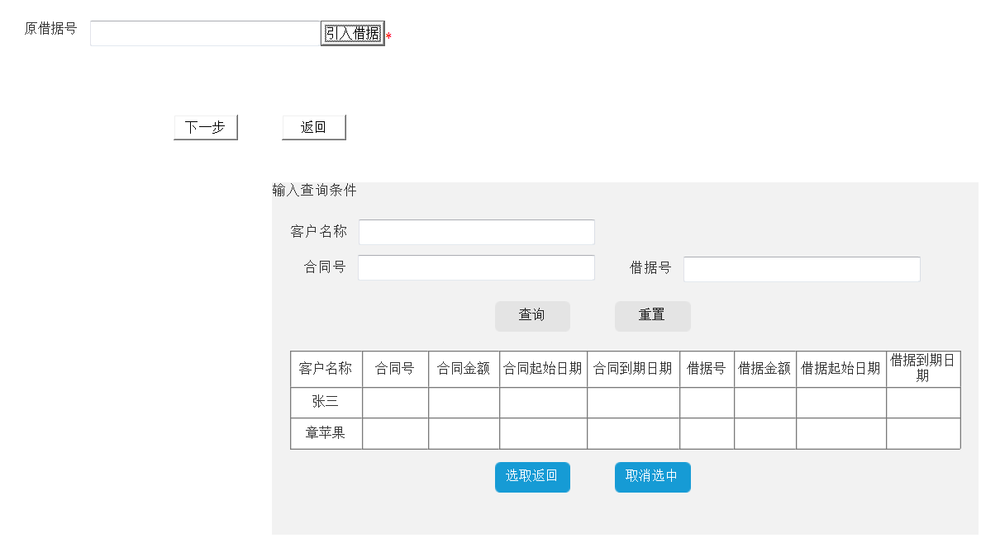 原借据号 引入借据 *
下一步 返回
输入查询条件
客户名称
合同号 借据号
查询 重置
客户名称 合同号 合同金额 合同起始日期 合同到期日期 借据号 借据金额 借据起始日期 借据到期日期
张三
章苹果
选取返回 取消选中